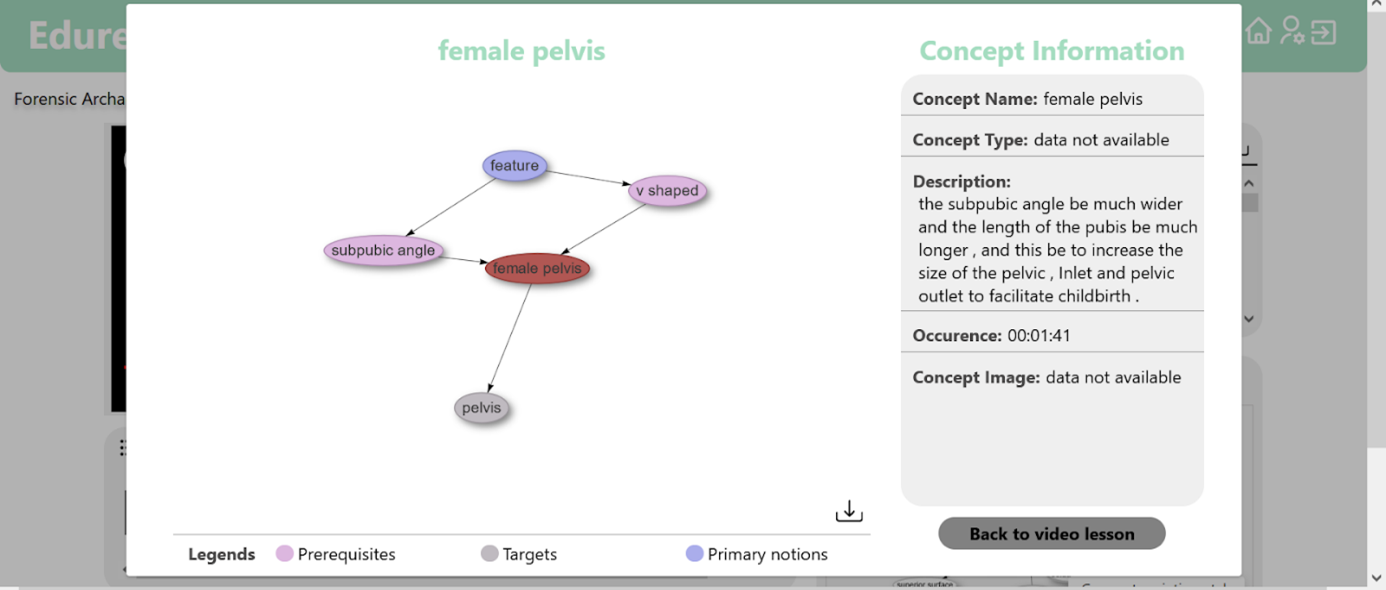 Edure
Forensic Archa
female pelvis
feature
v shaped
subpubic angle
female pelvis
pelvis
Legends
Prerequisites
Targets
Primary notions
Concept Information
Concept Name: female pelvis
Concept Type: data not available
Description:
the subpubic angle be much wider
and the length of the pubis be much
longer , and this be to increase the
size of the pelvic , Inlet and pelvic
outlet to facilitate childbirth .
Occurence: 00:01:41
Concept Image: data not available
Back to video lesson
superior surface